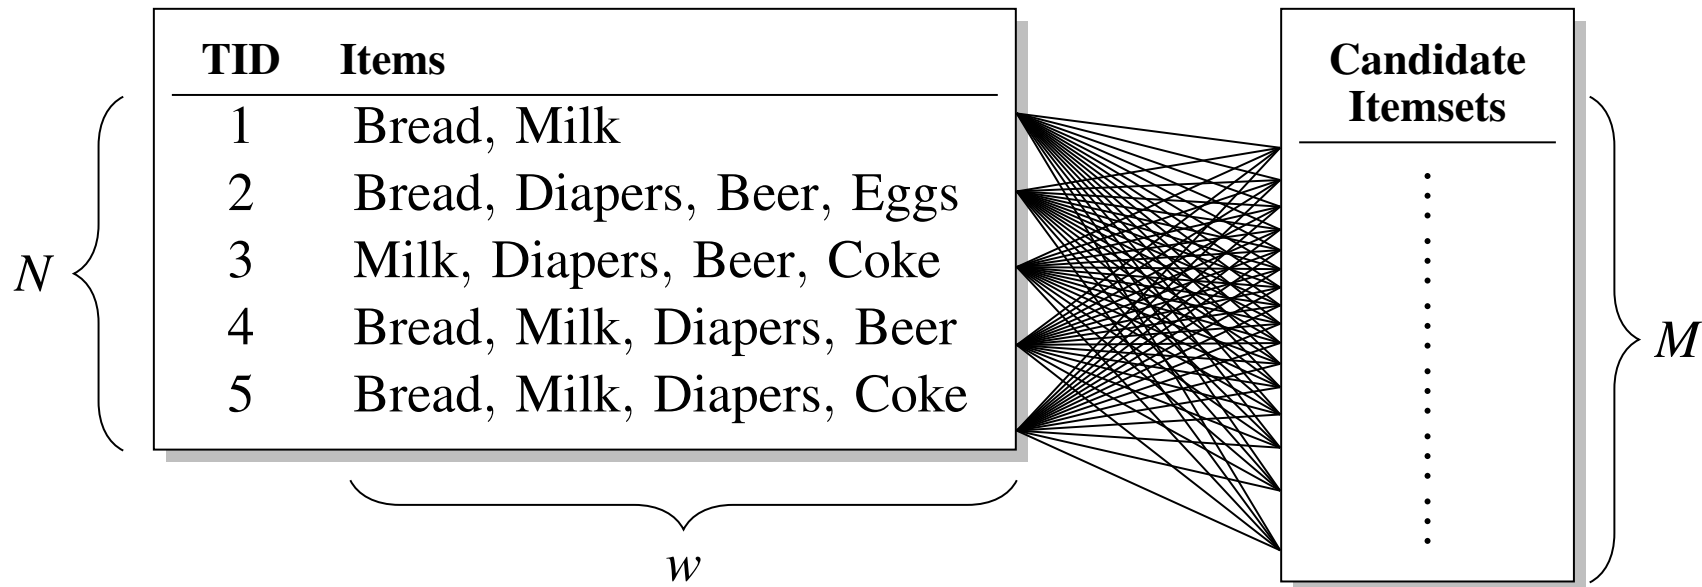 TID Items
1 Bread, Milk
2 Bread, Diapers, Beer, Eggs
3 Milk, Diapers, Beer, Coke
4 Bread, Milk, Diapers, Beer
5 Bread, Milk, Diapers, Coke
N
w
Candidate
Itemsets
M